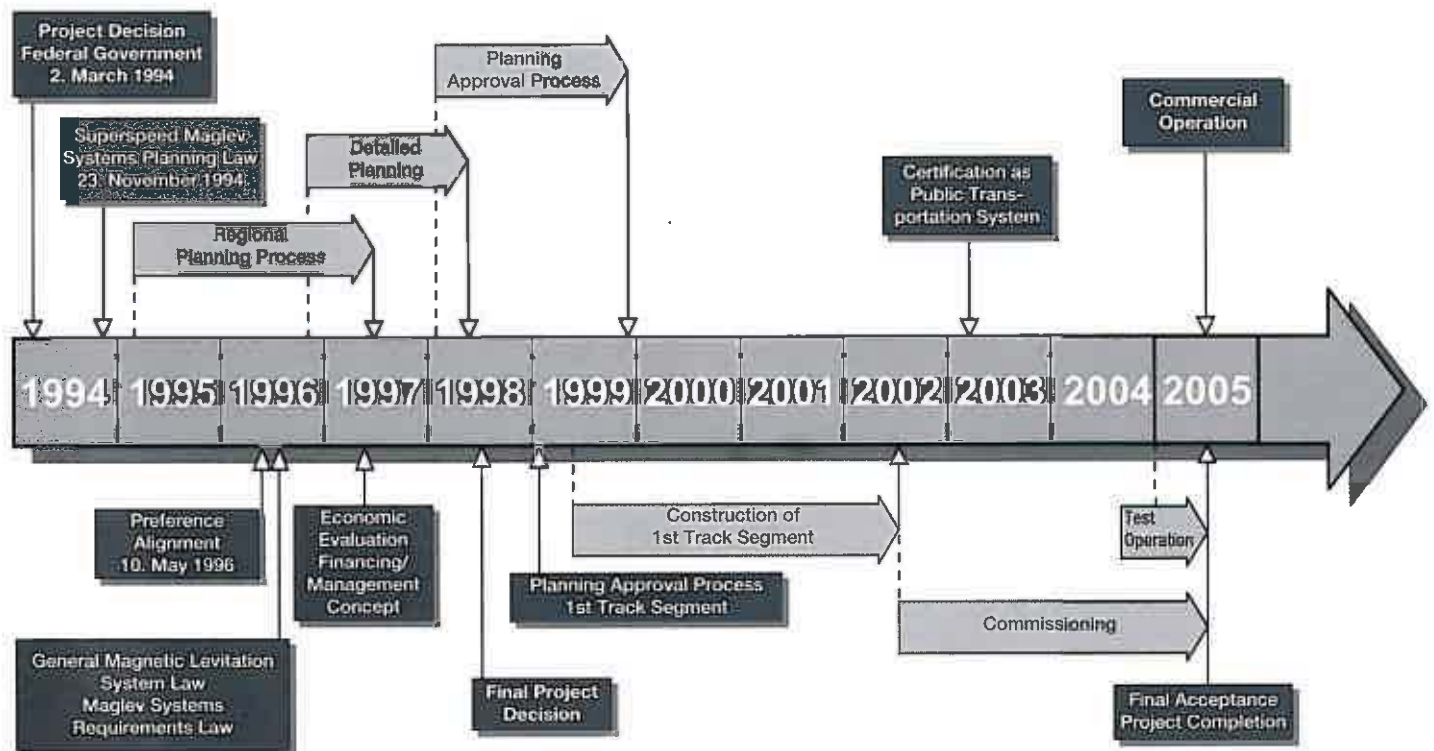 Project Decision
Federal Government
2. March 1994
Superspeed Maglev
Systems Planning Law
23. November 1994
Regional
Planning Process
Detailed
Planning
Planning
Approval Process
Certification as
Public Trans-
portation System
Commercial
Operation
1994 1995 1996 1997 1998 1999 2000 2001 2002 2003 2004 2005
Preference
Alignment
10. May 1996
General Magnetic Levitation
System Law
Maglev Systems
Requirements Law
Economic
Evaluation
Financing/
Management
Concept
Final Project
Decision
Planning Approval Process
1st Track Segment
Construction of
1st Track Segment
Commissioning
Test
Operation
Final Acceptance
Project Completion